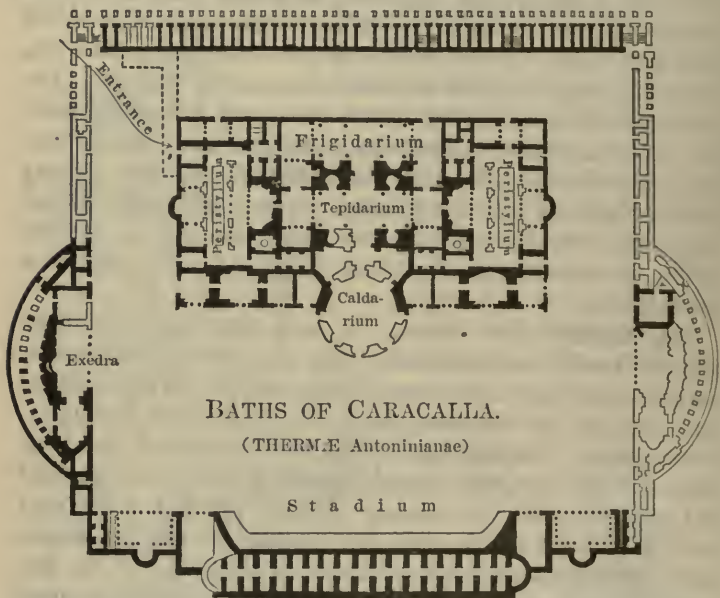 Entrance
Frigidarium
Peristylium
Peristylium
Tepidarium
Calda-
rium
Exedra
BATHS OF CARACALLA.
(THERMÆ Antoninianae)
Stadium